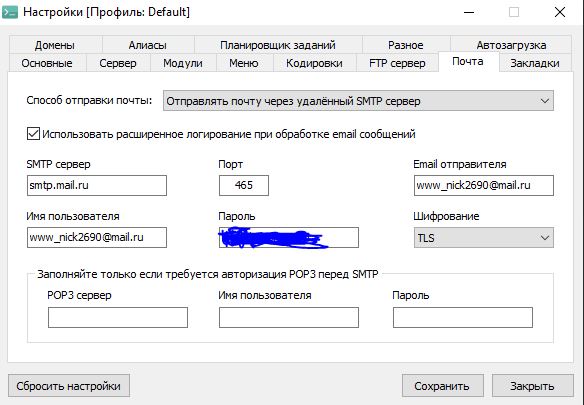 Настройки [Профиль: Default]
Домены Алиасы Планировщик заданий Разное Автозагрузка
Основные Сервер Модули Меню Кодировки FTP сервер Почта Закладки
Способ отправки почты: Отправлять почту через удалённый SMTP сервер
Использовать расширенное логирование при обработке email сообщений
SMTP сервер Порт Email отправителя
smtp.mail.ru 465 www_nick2690@mail.ru
Имя пользователя Пароль Шифрование
www_nick2690@mail.ru TLS
Заполняйте только если требуется авторизация POP3 перед SMTP
POP3 сервер Имя пользователя Пароль
Сбросить настройки Сохранить Закрыть